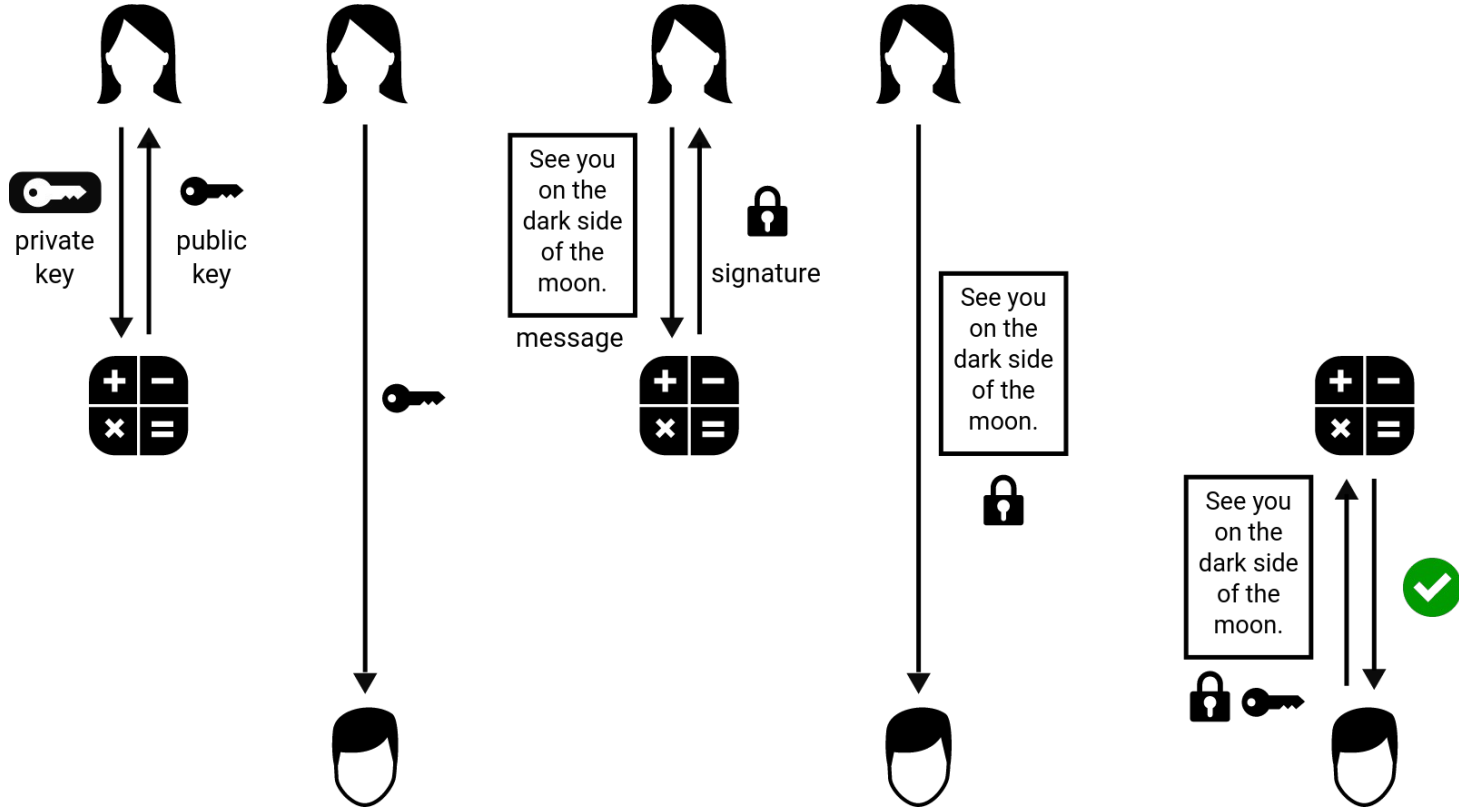 private
key
public
key
See you
on the
dark side
of the
moon.
message
signature
See you
on the
dark side
of the
moon.
See you
on the
dark side
of the
moon.